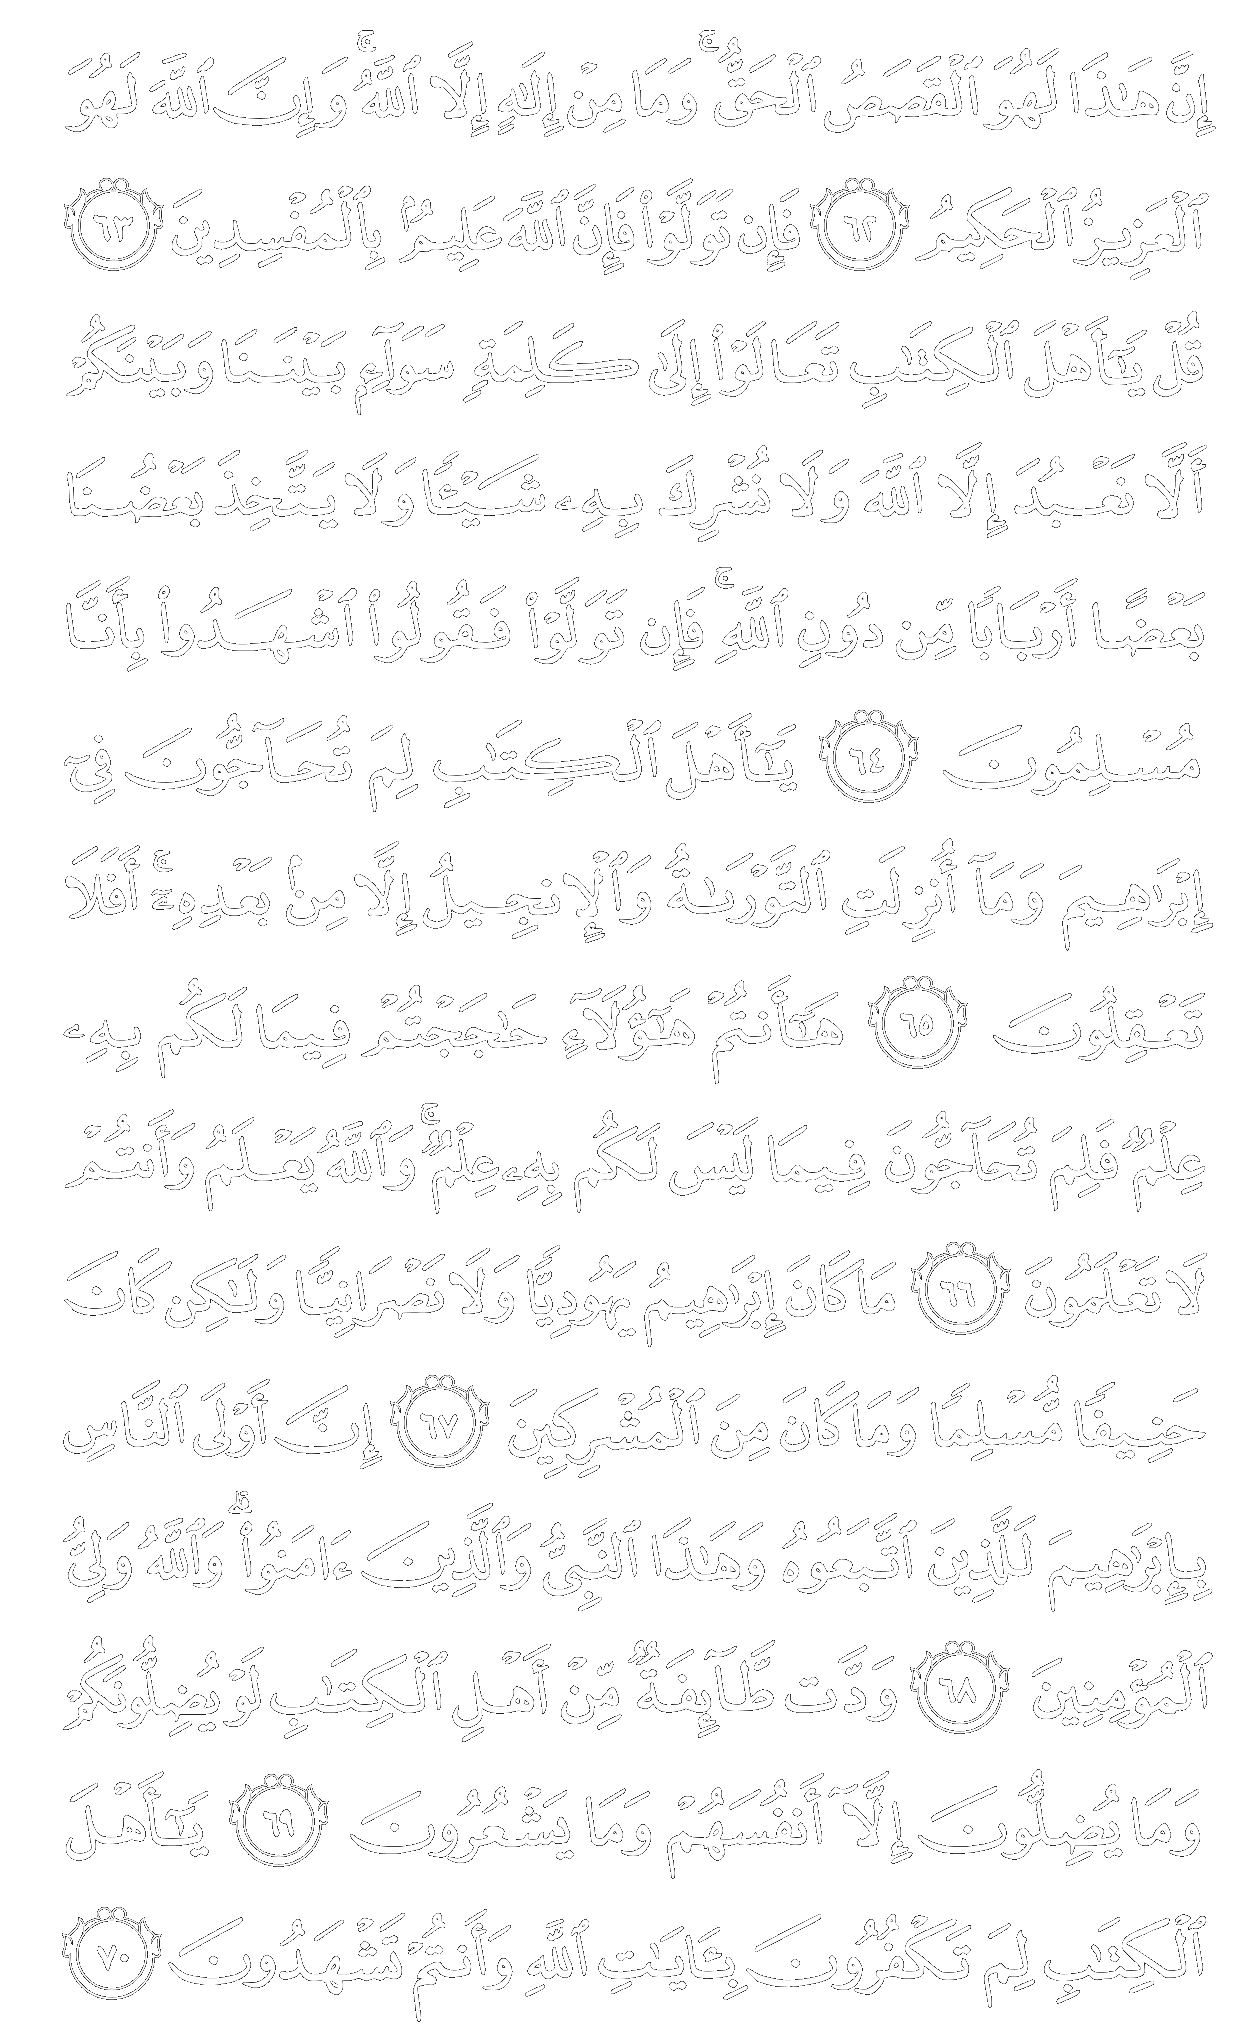 إِنَّ هَٰذَا لَهُوَ ٱلْقَصَصُ ٱلْحَقُّ ۚ وَمَا مِنْ إِلَٰهٍ إِلَّا ٱللَّهُ ۚ وَإِنَّ ٱللَّهَ لَهُوَ
ٱلْعَزِيزُ ٱلْحَكِيمُ ٦٢ فَإِن تَوَلَّوْا۟ فَإِنَّ ٱللَّهَ عَلِيمٌۢ بِٱلْمُفْسِدِينَ ٦٣
قُلْ يَٰٓأَهْلَ ٱلْكِتَٰبِ تَعَالَوْا۟ إِلَىٰ كَلِمَةٍ سَوَآءٍۭ بَيْنَنَا وَبَيْنَكُمْ
أَلَّا نَعْبُدَ إِلَّا ٱللَّهَ وَلَا نُشْرِكَ بِهِۦ شَيْـًٔا وَلَا يَتَّخِذَ بَعْضُنَا
بَعْضًا أَرْبَابًا مِّن دُونِ ٱللَّهِ ۚ فَإِن تَوَلَّوْا۟ فَقُولُوا۟ ٱشْهَدُوا۟ بِأَنَّا
مُسْلِمُونَ ٦٤ يَٰٓأَهْلَ ٱلْكِتَٰبِ لِمَ تُحَآجُّونَ فِىٓ
إِبْرَٰهِيمَ وَمَآ أُنزِلَتِ ٱلتَّوْرَىٰةُ وَٱلْإِنجِيلُ إِلَّا مِنۢ بَعْدِهِۦٓ ۚ أَفَلَا
تَعْقِلُونَ ٦٥ هَٰٓأَنتُمْ هَٰٓؤُلَآءِ حَٰجَجْتُمْ فِيمَا لَكُم بِهِۦ
عِلْمٌ فَلِمَ تُحَآجُّونَ فِيمَا لَيْسَ لَكُم بِهِۦ عِلْمٌ ۚ وَٱللَّهُ يَعْلَمُ وَأَنتُمْ
لَا تَعْلَمُونَ ٦٦ مَا كَانَ إِبْرَٰهِيمُ يَهُودِيًّا وَلَا نَصْرَانِيًّا وَلَٰكِن كَانَ
حَنِيفًا مُّسْلِمًا وَمَا كَانَ مِنَ ٱلْمُشْرِكِينَ ٦٧ إِنَّ أَوْلَى ٱلنَّاسِ
بِإِبْرَٰهِيمَ لَلَّذِينَ ٱتَّبَعُوهُ وَهَٰذَا ٱلنَّبِىُّ وَٱلَّذِينَ ءَامَنُوا۟ ۗ وَٱللَّهُ وَلِىُّ
ٱلْمُؤْمِنِينَ ٦٨ وَدَّت طَّآئِفَةٌ مِّنْ أَهْلِ ٱلْكِتَٰبِ لَوْ يُضِلُّونَكُمْ
وَمَا يُضِلُّونَ إِلَّآ أَنفُسَهُمْ وَمَا يَشْعُرُونَ ٦٩ يَٰٓأَهْلَ
ٱلْكِتَٰبِ لِمَ تَكْفُرُونَ بِـَٔايَٰتِ ٱللَّهِ وَأَنتُمْ تَشْهَدُونَ ٧٠